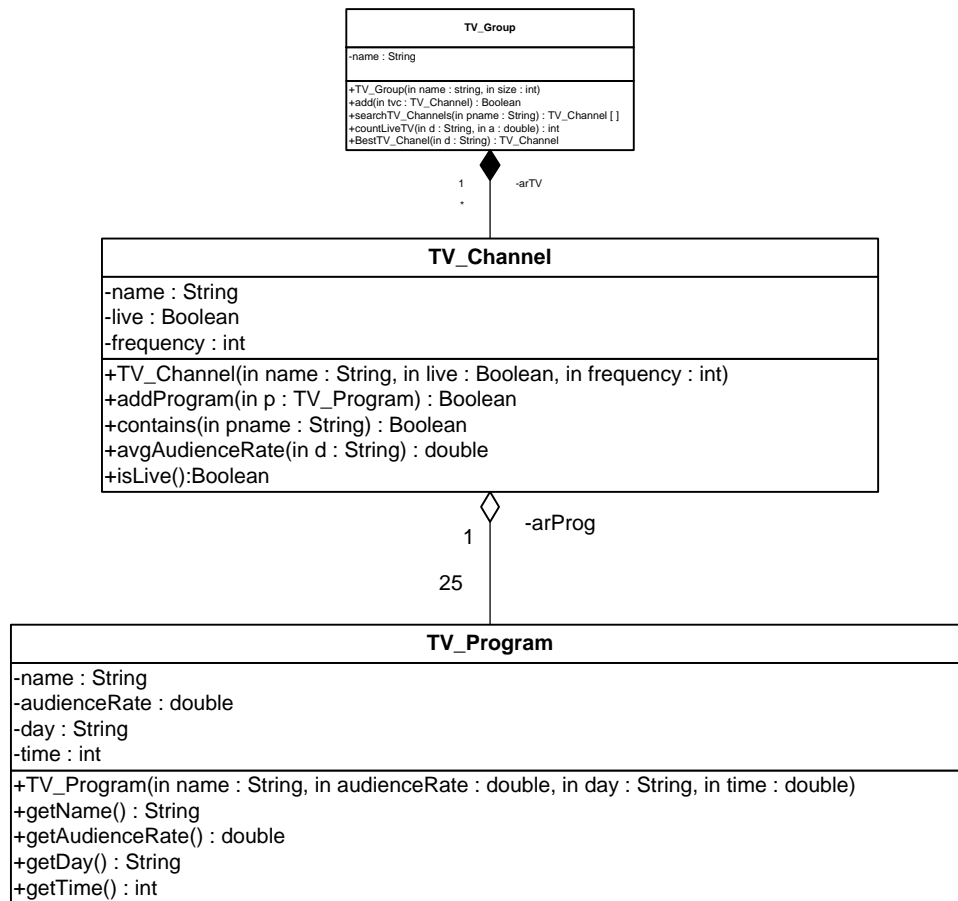 TV_Group
-name : String
+TV_Group(in name : string, in size : int)
+add(in tvc : TV_Channel) : Boolean
+searchTV_Channels(in pname : String) : TV_Channel [ ]
+countLiveTV(in d : String, in a : double) : int
+BestTV_Chanel(in d : String) : TV_Channel
1 -arTV
*
TV_Channel
-name : String
-live : Boolean
-frequency : int
+TV_Channel(in name : String, in live : Boolean, in frequency : int)
+addProgram(in p : TV_Program) : Boolean
+contains(in pname : String) : Boolean
+avgAudienceRate(in d : String) : double
+isLive():Boolean
-arProg
1
25
TV_Program
-name : String
-audienceRate : double
-day : String
-time : int
+TV_Program(in name : String, in audienceRate : double, in day : String, in time : double)
+getName() : String
+getAudienceRate() : double
+getDay() : String
+getTime() : int